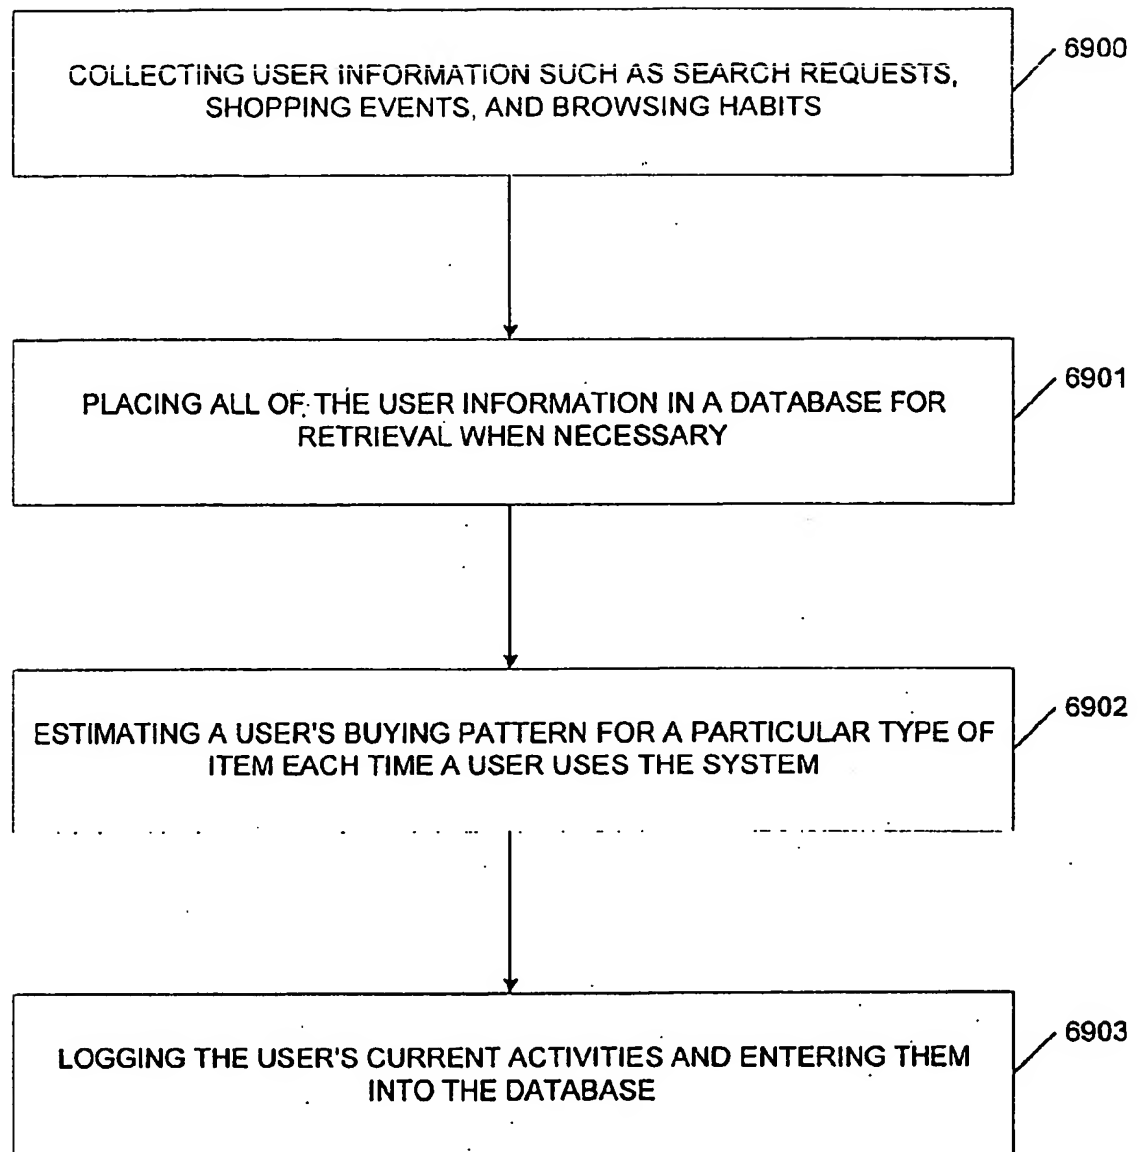 COLLECTING USER INFORMATION SUCH AS SEARCH REQUESTS,
SHOPPING EVENTS, AND BROWSING HABITS
6900
PLACING ALL OF THE USER INFORMATION IN A DATABASE FOR
RETRIEVAL WHEN NECESSARY
6901
ESTIMATING A USER'S BUYING PATTERN FOR A PARTICULAR TYPE OF
ITEM EACH TIME A USER USES THE SYSTEM
6902
LOGGING THE USER'S CURRENT ACTIVITIES AND ENTERING THEM
INTO THE DATABASE
6903